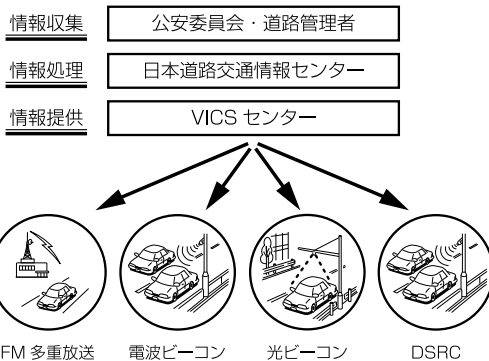 情報収集 公安委員会・道路管理者
情報処理 日本道路交通情報センター
情報提供 VICS センター
FM 多重放送 電波ビーコン 光ビーコン DSRC